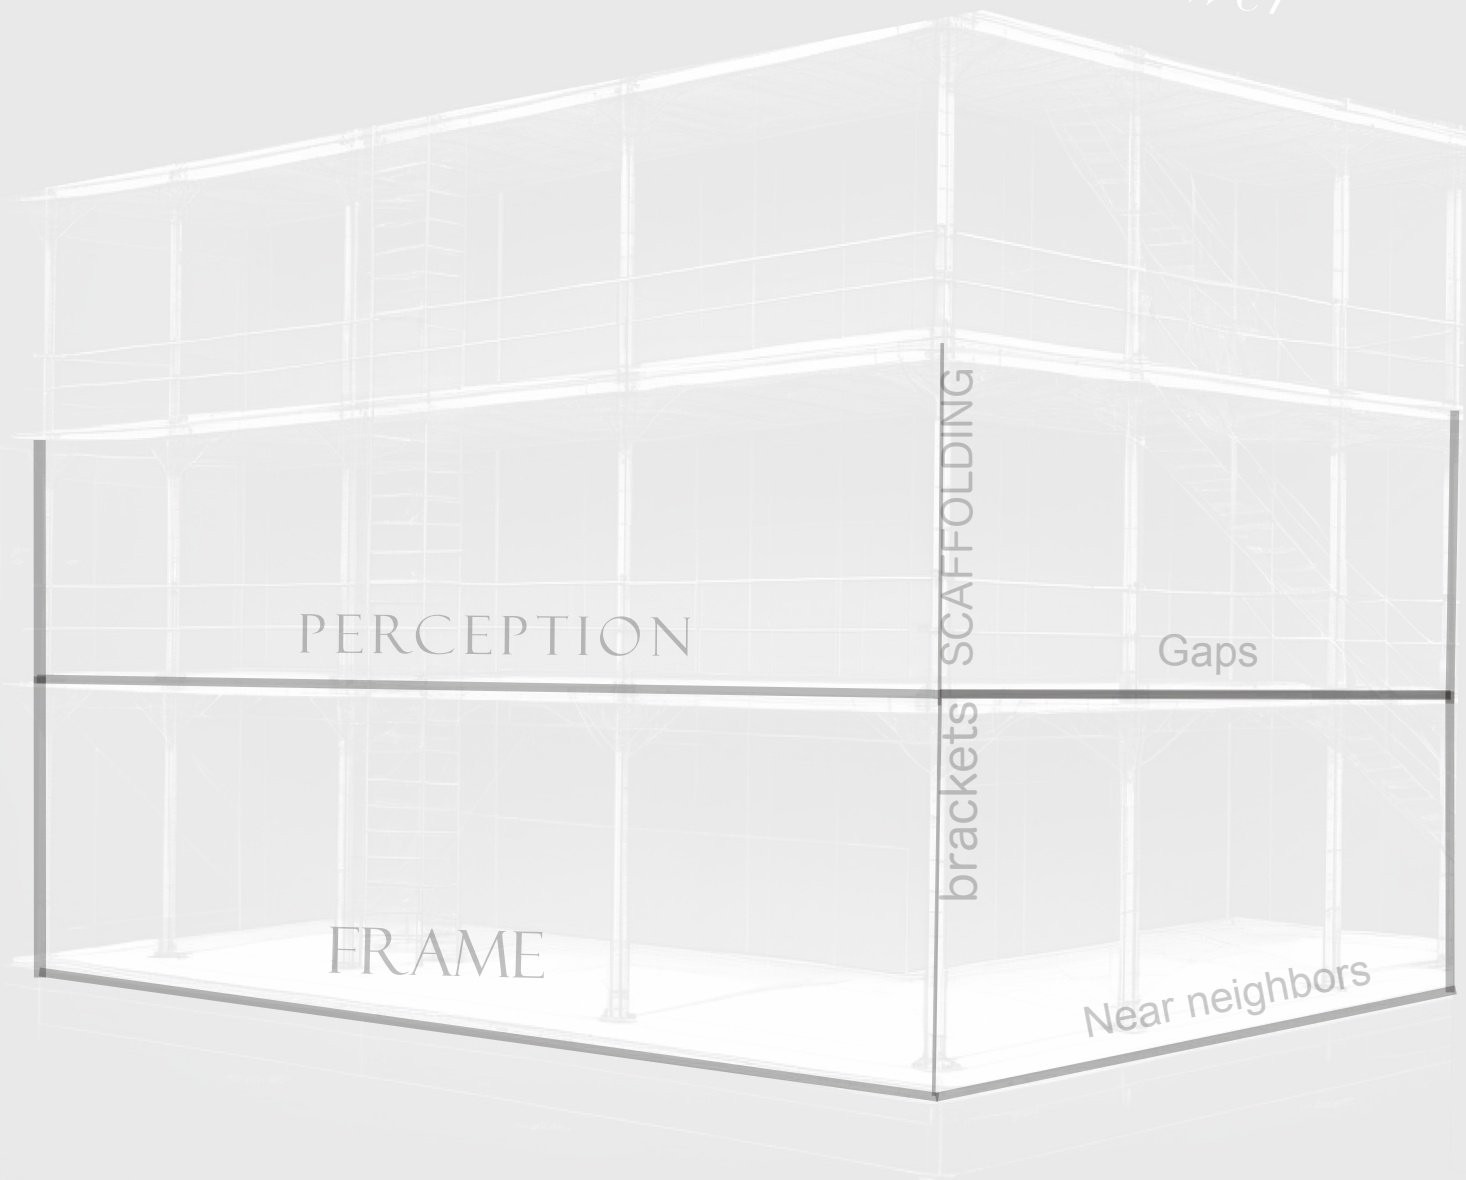 PERCEPTION
Gaps
SCAFFOLDING
brackets
FRAME
Near neighbors